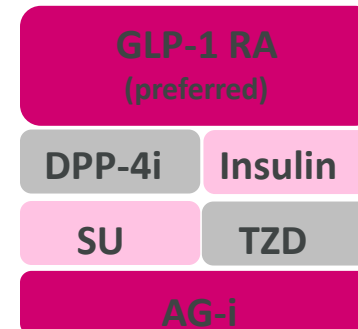 GLP-1 RA
(preferred)
DPP-4i Insulin
SU TZD
AG-i